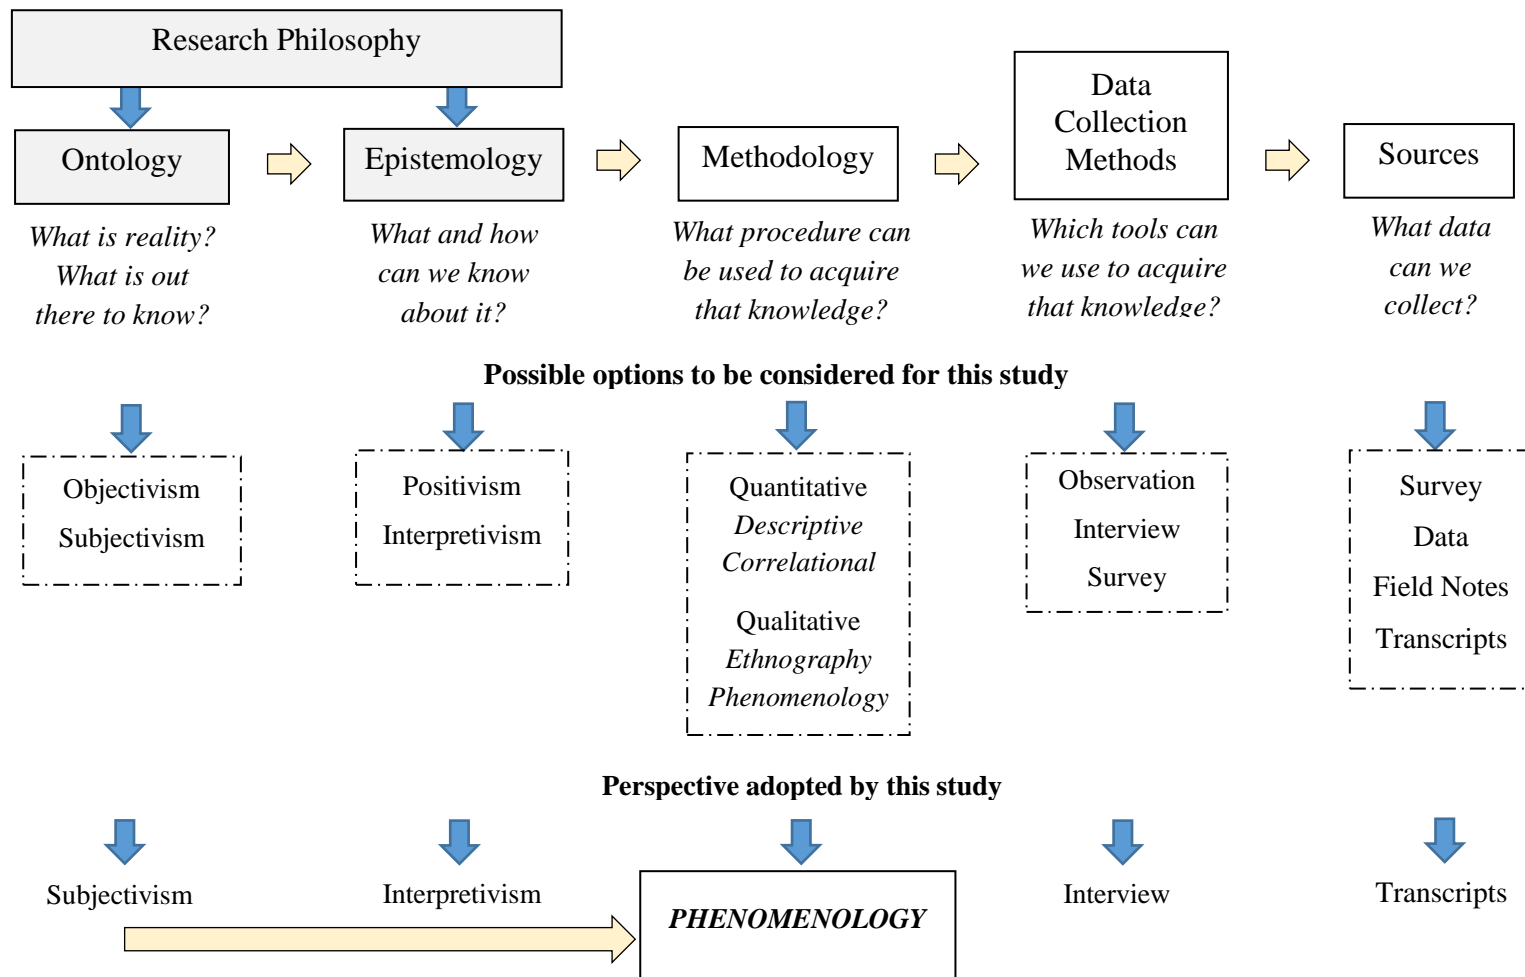 Research Philosophy
Ontology
Epistemology
Methodology
Data
Collection
Methods
Sources
What is reality?
What is out
there to know?
What and how
can we know
about it?
What procedure can
be used to acquire
that knowledge?
Which tools can
we use to acquire
that knowledge?
What data
can we
collect?
Possible options to be considered for this study
Objectivism
Subjectivism
Positivism
Interpretivism
Quantitative
Descriptive
Correlational
Qualitative
Ethnography
Phenomenology
Observation
Interview
Survey
Survey
Data
Field Notes
Transcripts
Perspective adopted by this study
Subjectivism
Interpretivism
PHENOMENOLOGY
Interview
Transcripts